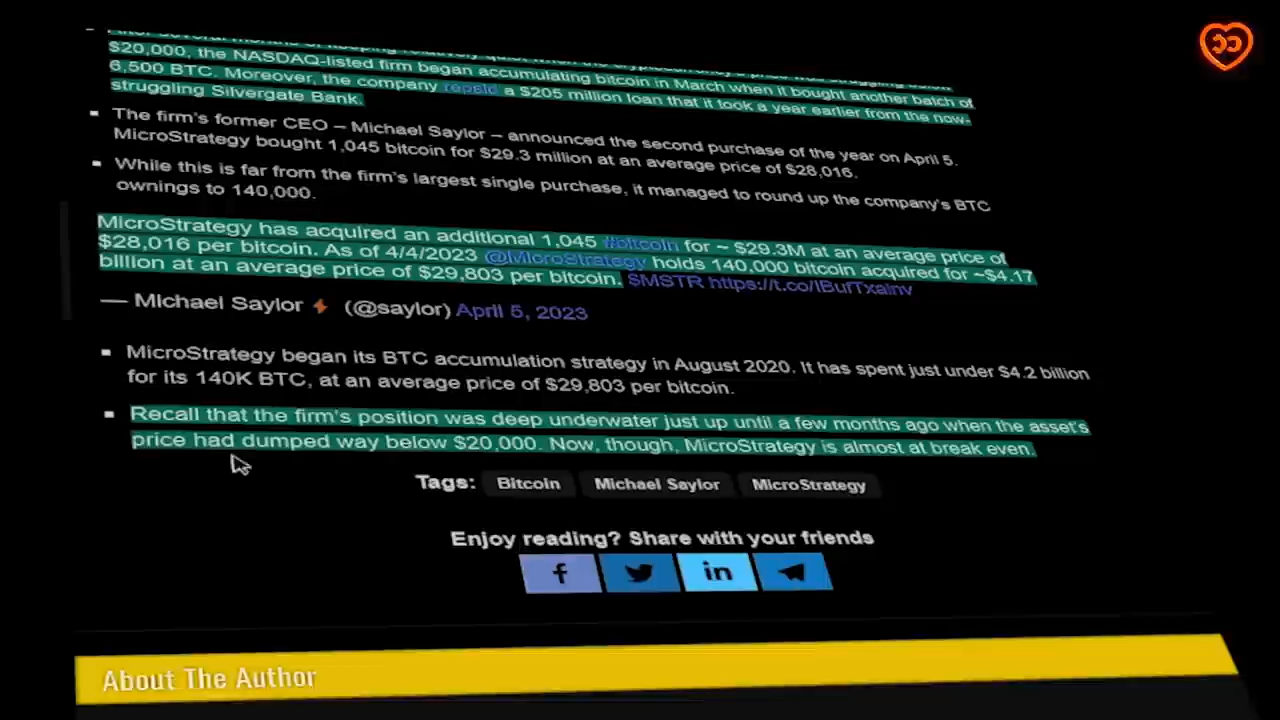 $20,000, the NASDAQ-listed firm began accumulating bitcoin in March when it bought another batch of
6,500 BTC. Moreover, the company repaid a $205 million loan that it took a year earlier from the now-
struggling Silvergate Bank.
The firm's former CEO – Michael Saylor – announced the second purchase of the year on April 5.
MicroStrategy bought 1,045 bitcoin for $29.3 million at an average price of $28,016.
While this is far from the firm's largest single purchase, it managed to round up the company's BTC
ownings to 140,000.
MicroStrategy has acquired an additional 1,045 #bitcoin for ~ $29.3M at an average price of
$28,016 per bitcoin. As of 4/4/2023 @MicroStrategy holds 140,000 bitcoin acquired for ~$4.17
billion at an average price of $29,803 per bitcoin. $MSTR
— Michael Saylor⚡ (@saylor) April 5, 2023
MicroStrategy began its BTC accumulation strategy in August 2020. It has spent just under $4.2 billion
for its 140K BTC, at an average price of $29,803 per bitcoin.
Recall that the firm's position was deep underwater just up until a few months ago when the asset's
price had dumped way below $20,000. Now, though, MicroStrategy is almost at break even.
Tags: Bitcoin Michael Saylor MicroStrategy
Enjoy reading? Share with your friends
About The Author